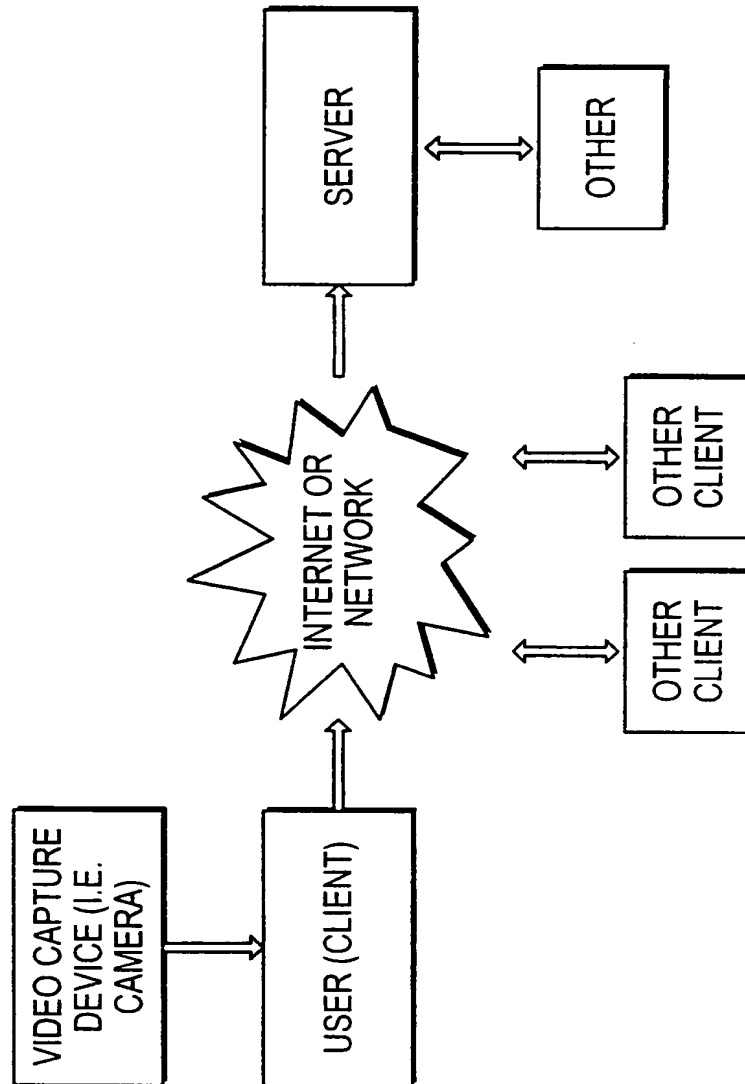 VIDEO CAPTURE
DEVICE (I.E.
CAMERA)
USER (CLIENT)
INTERNET OR
NETWORK
SERVER
OTHER
CLIENT
OTHER
CLIENT
OTHER